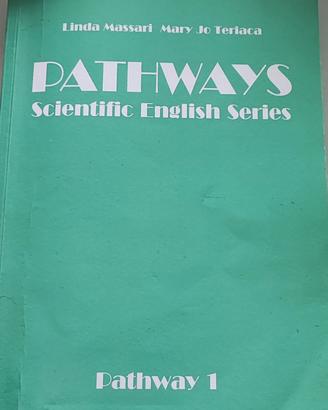 Linda Massari Mary Jo Teriaca
PATHWAYS
Scientific English Series
Pathway 1